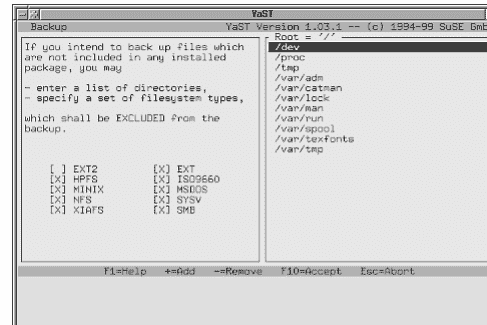 YaST
Backup YaST Version 1.03.1 -- (c) 1994-99 SuSE Gmb
If you intend to back up files which
are not included in any installed
package, you may
- enter a list of directories,
- specify a set of filesystem types,
which shall be EXCLUDED from the
backup.
[ ] EXT2 [X] EXT
[X] HPFS [X] ISO9660
[X] MINIX [X] MSDOS
[X] NFS [X] SYSV
[X] XIAFS [X] SMB
Root = '/'
/dev
/proc
/tmp
/var/adm
/var/catman
/var/lock
/var/man
/var/run
/var/spool
/var/texfonts
/var/tmp
F1=Help +=Add -=Remove F10=Accept Esc=Abort